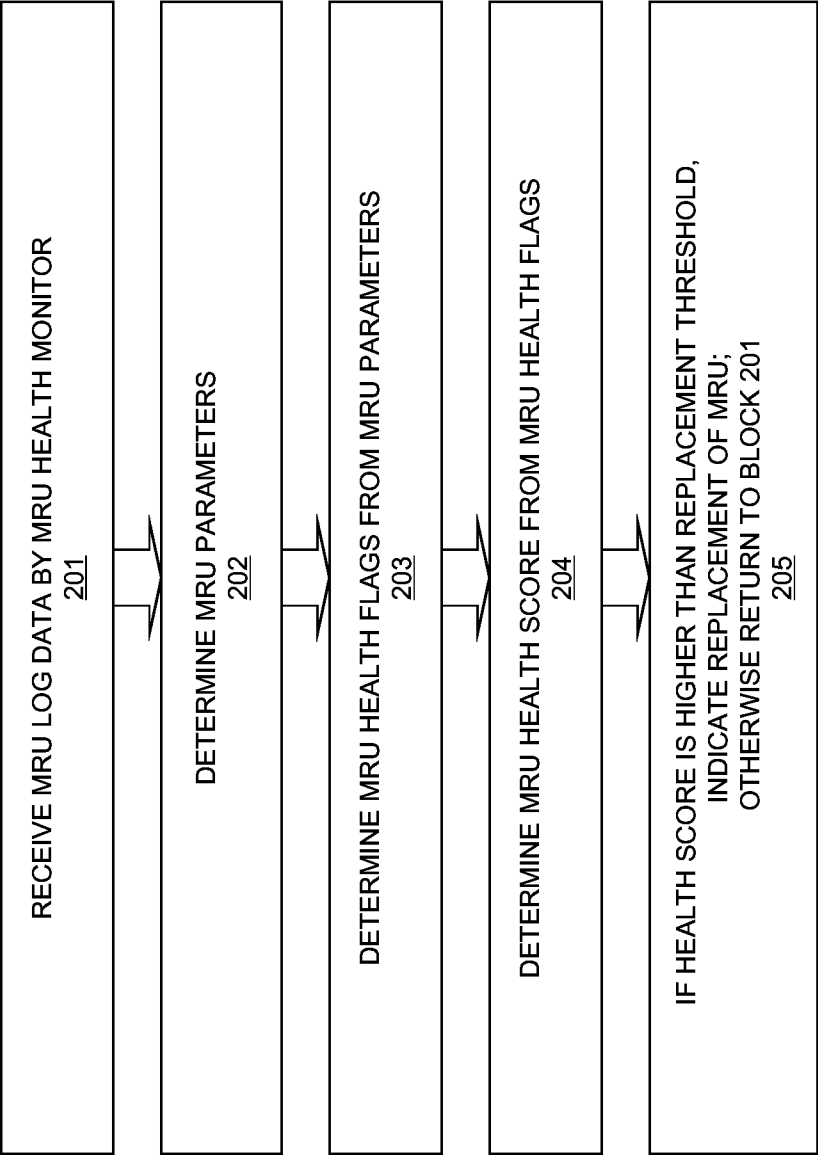 RECEIVE MRU LOG DATA BY MRU HEALTH MONITOR
201
DETERMINE MRU PARAMETERS
202
DETERMINE MRU HEALTH FLAGS FROM MRU PARAMETERS
203
DETERMINE MRU HEALTH SCORE FROM MRU HEALTH FLAGS
204
IF HEALTH SCORE IS HIGHER THAN REPLACEMENT THRESHOLD,
INDICATE REPLACEMENT OF MRU;
OTHERWISE RETURN TO BLOCK 201
205